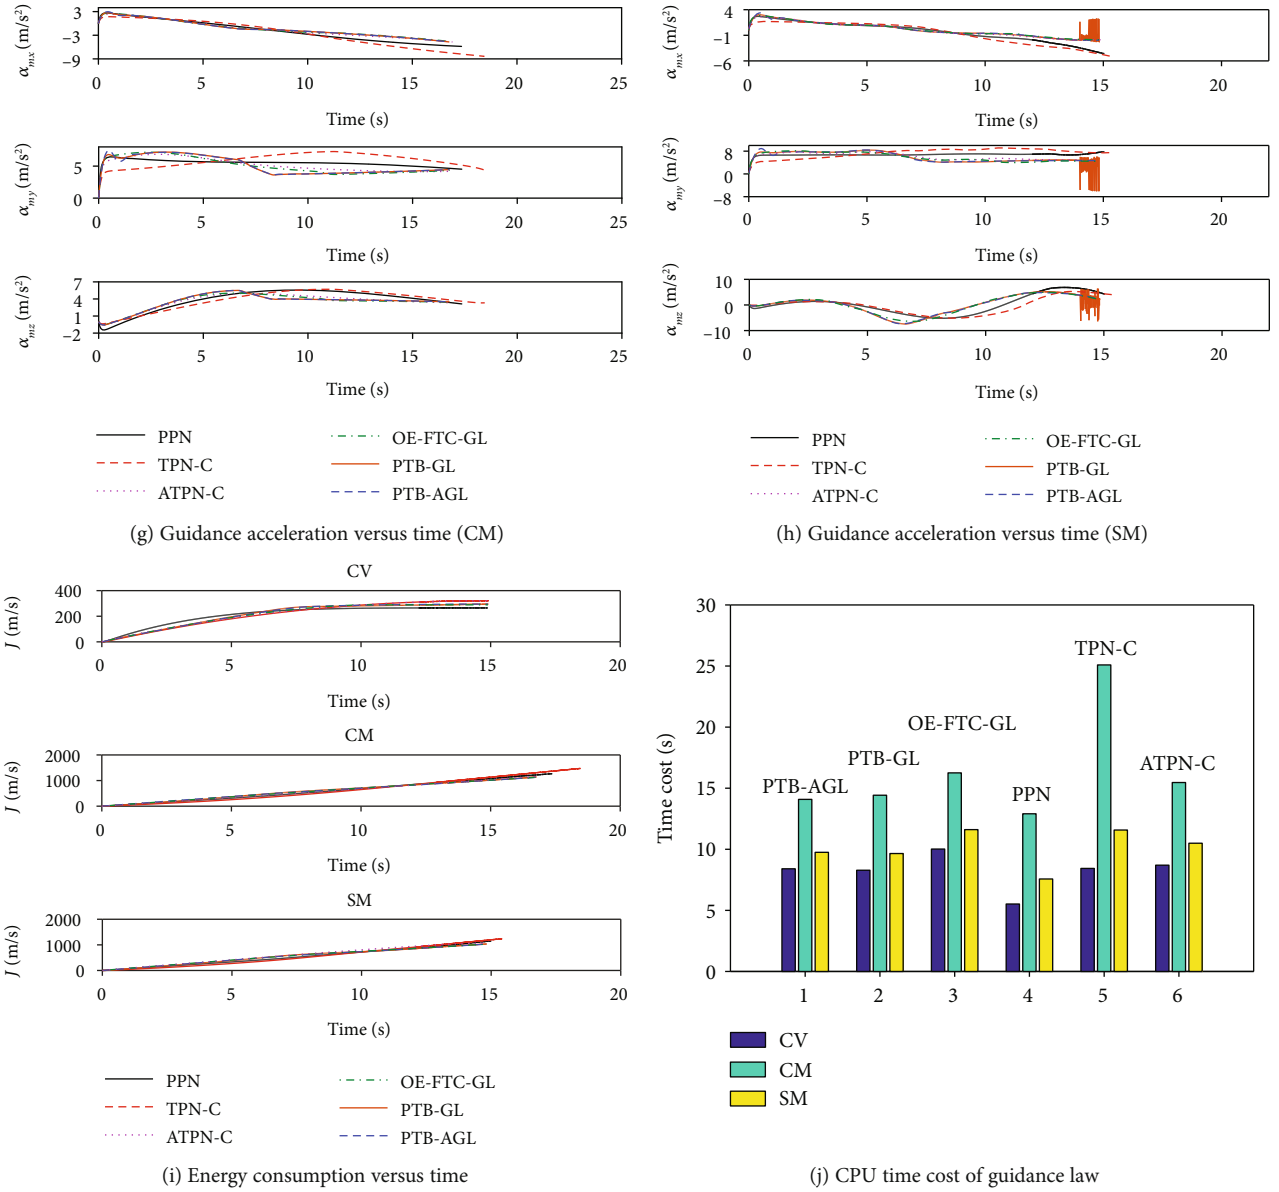 α_mx (m/s²)
3
−3
−9
0 5 10 15 20 25
Time (s)
α_my (m/s²)
5
0
0 5 10 15 20 25
Time (s)
α_mz (m/s²)
7
4
1
−2
0 5 10 15 20 25
Time (s)
PPN
TPN-C
ATPN-C
OE-FTC-GL
PTB-GL
PTB-AGL
(g) Guidance acceleration versus time (CM)
α_mx (m/s²)
4
−1
−6
0 5 10 15 20
Time (s)
α_my (m/s²)
8
0
−8
0 5 10 15 20
Time (s)
α_mz (m/s²)
10
0
−10
0 5 10 15 20
Time (s)
PPN
TPN-C
ATPN-C
OE-FTC-GL
PTB-GL
PTB-AGL
(h) Guidance acceleration versus time (SM)
CV
J (m/s)
400
200
0
0 5 10 15 20
Time (s)
CM
J (m/s)
2000
1000
0
0 5 10 15 20
Time (s)
SM
J (m/s)
2000
1000
0
0 5 10 15 20
Time (s)
PPN
TPN-C
ATPN-C
OE-FTC-GL
PTB-GL
PTB-AGL
(i) Energy consumption versus time
Time cost (s)
30
25
20
15
10
5
0
PTB-AGL
PTB-GL
OE-FTC-GL
PPN
TPN-C
ATPN-C
1 2 3 4 5 6
CV
CM
SM
(j) CPU time cost of guidance law